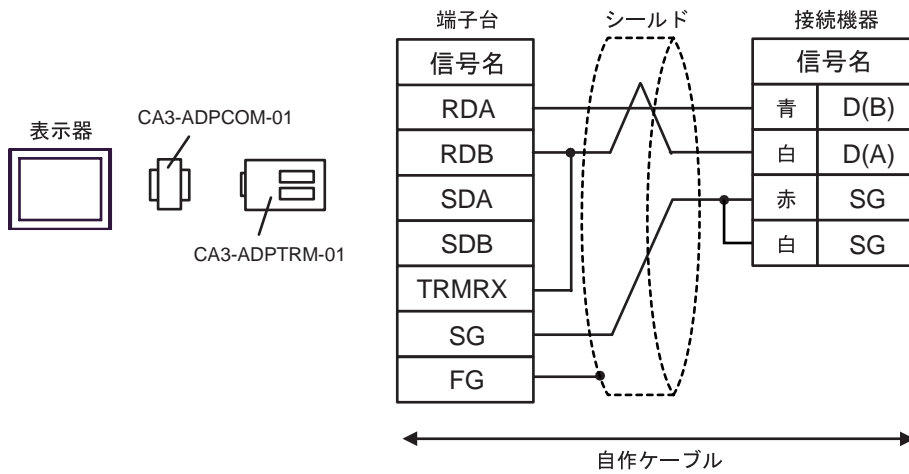 表示器
CA3-ADPCOM-01
CA3-ADPTRM-01
端子台
信号名
RDA
RDB
SDA
SDB
TRMRX
SG
FG
シールド
接続機器
信号名
青 D(B)
白 D(A)
赤 SG
白 SG
自作ケーブル